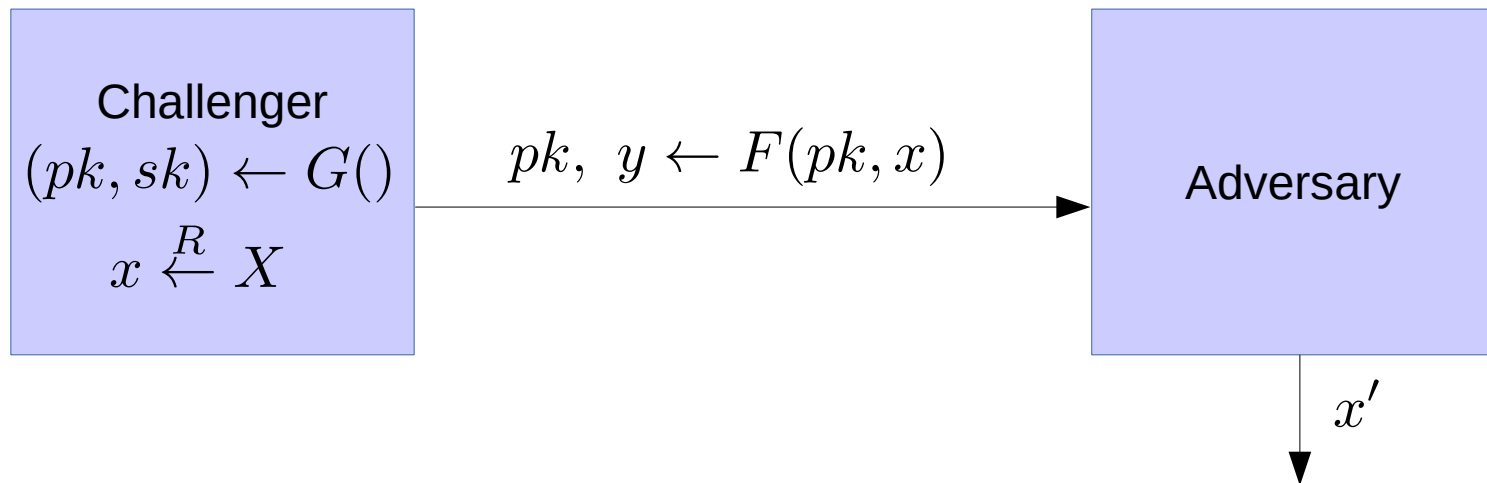 Challenger
(pk, sk) ← G()
x ←R X
pk, y ← F(pk, x)
Adversary
x′